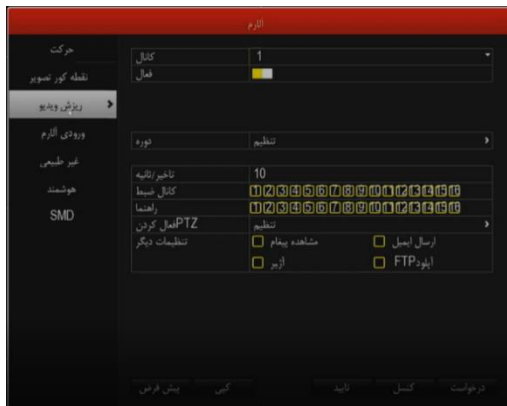 آلارم
حرکت
نقطه کور تصویر
ریزش ویدیو
ورودی آلارم
غیر طبیعی
هوشمند
SMD
کانال 1
فعال
دوره تنظیم
تاخیر/ثانیه 10
کانال ضبط 1 2 3 4 5 6 7 8 9 10 11 12 13 14 15 16
راهنما 1 2 3 4 5 6 7 8 9 10 11 12 13 14 15 16
فعال کردنPTZ تنظیم
تنظیمات دیگر مشاهده پیغام ارسال ایمیل
آژیر آپلودFTP
پیش فرض کپی تایید کنسل درخواست